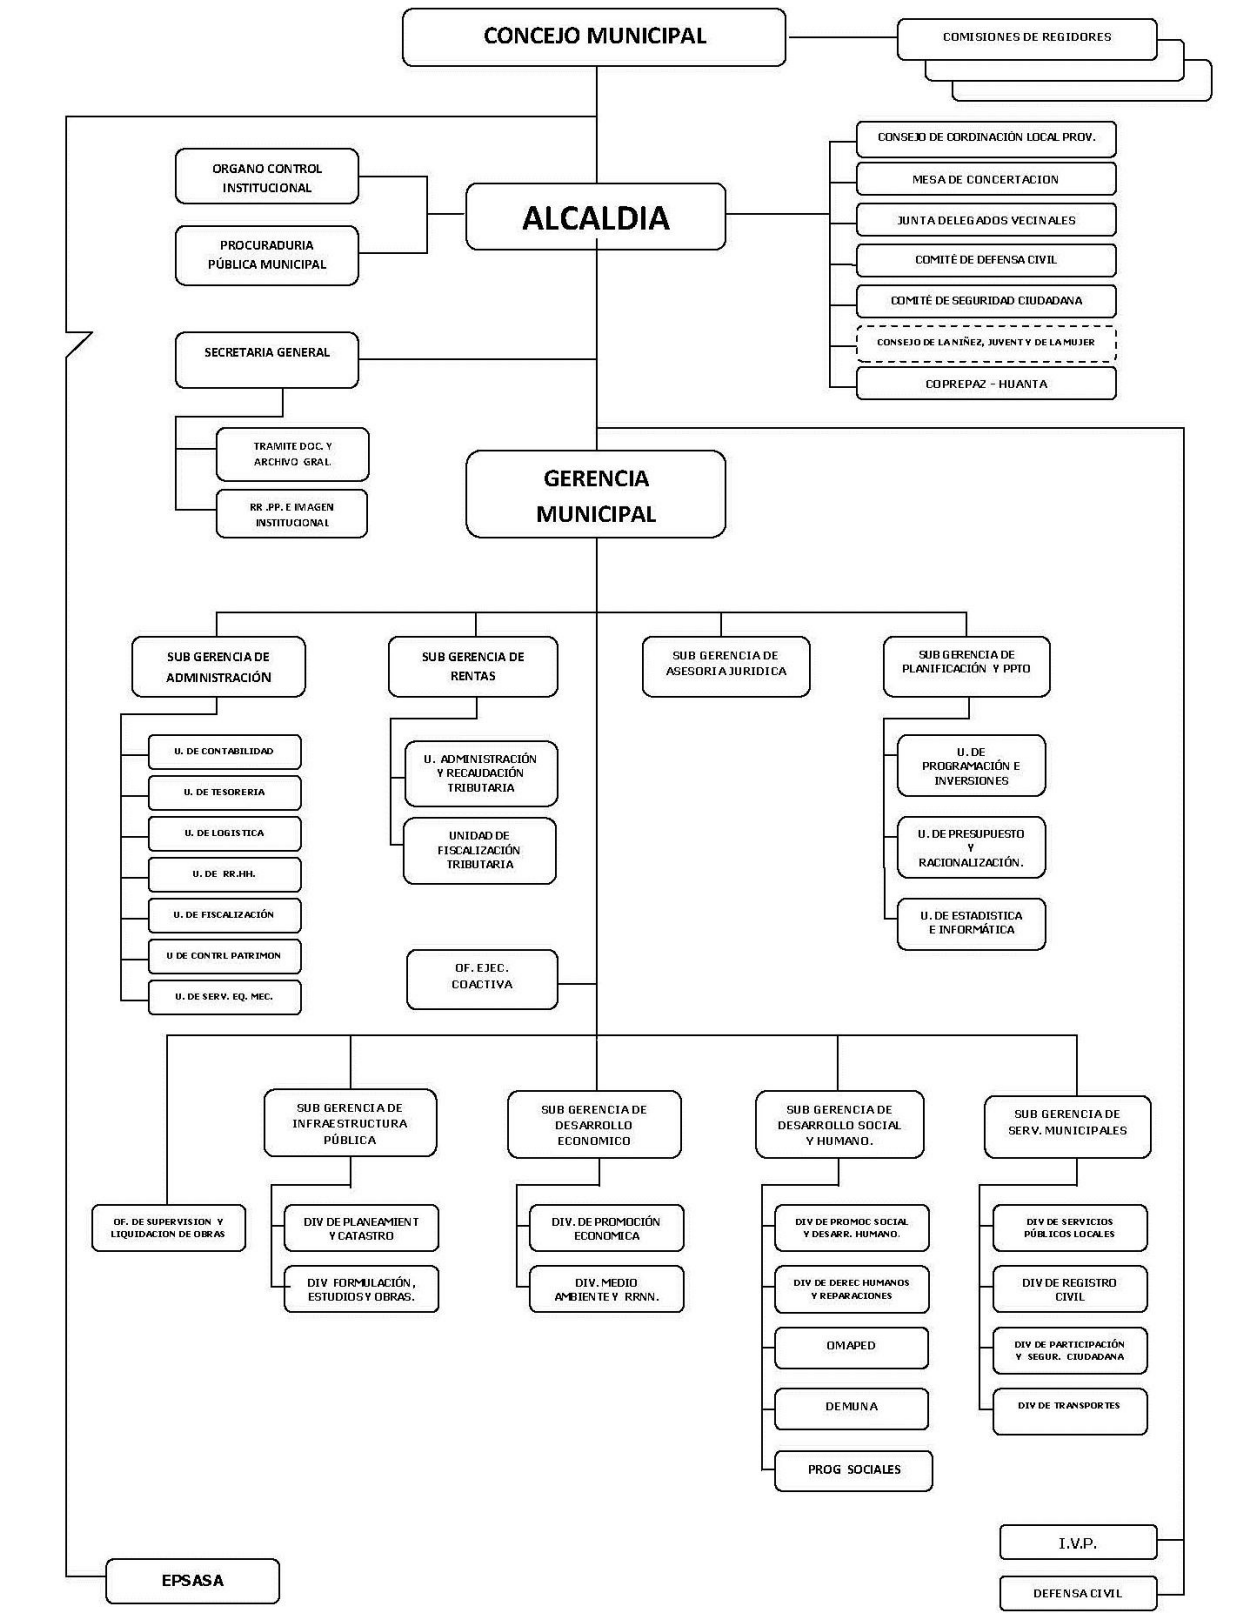 CONCEJO MUNICIPAL
COMISIONES DE REGIDORES
CONSEJO DE CORDINACIÓN LOCAL PROV.
MESA DE CONCERTACION
JUNTA DELEGADOS VECINALES
COMITÉ DE DEFENSA CIVIL
COMITÉ DE SEGURIDAD CIUDADANA
CONSEJO DE LA NIÑEZ, JUVENT Y DE LA MUJER
COPREPAZ - HUANTA
ORGANO CONTROL
INSTITUCIONAL
PROCURADURIA
PÚBLICA MUNICIPAL
ALCALDIA
SECRETARIA GENERAL
TRAMITE DOC. Y
ARCHIVO GRAL.
RR .PP. E IMAGEN
INSTITUCIONAL
GERENCIA
MUNICIPAL
SUB GERENCIA DE
ADMINISTRACIÓN
U. DE CONTABILIDAD
U. DE TESORERIA
U. DE LOGISTICA
U. DE RR.HH.
U. DE FISCALIZACIÓN
U DE CONTRL PATRIMON
U. DE SERV. EQ. MEC.
SUB GERENCIA DE
RENTAS
U. ADMINISTRACIÓN
Y RECAUDACIÓN
TRIBUTARIA
UNIDAD DE
FISCALIZACIÓN
TRIBUTARIA
SUB GERENCIA DE
ASESORIA JURIDICA
SUB GERENCIA DE
PLANIFICACIÓN Y PPTO
U. DE
PROGRAMACIÓN E
INVERSIONES
U. DE PRESUPUESTO
Y
RACIONALIZACIÓN.
U. DE ESTADISTICA
E INFORMÁTICA
OF. EJEC.
COACTIVA
OF. DE SUPERVISION Y
LIQUIDACION DE OBRAS
SUB GERENCIA DE
INFRAESTRUCTURA
PÚBLICA
DIV DE PLANEAMIENT
Y CATASTRO
DIV FORMULACIÓN,
ESTUDIOS Y OBRAS.
SUB GERENCIA DE
DESARROLLO
ECONOMICO
DIV. DE PROMOCIÓN
ECONOMICA
DIV. MEDIO
AMBIENTE Y RRNN.
SUB GERENCIA DE
DESARROLLO SOCIAL
Y HUMANO.
DIV DE PROMOC SOCIAL
Y DESARR. HUMANO.
DIV DE DEREC HUMANOS
Y REPARACIONES
OMAPED
DEMUNA
PROG SOCIALES
SUB GERENCIA DE
SERV. MUNICIPALES
DIV DE SERVICIOS
PÚBLICOS LOCALES
DIV DE REGISTRO
CIVIL
DIV DE PARTICIPACIÓN
Y SEGUR. CIUDADANA
DIV DE TRANSPORTES
EPSASA
I.V.P.
DEFENSA CIVIL